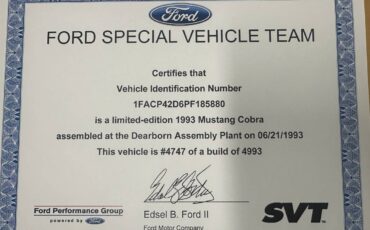 Ford
FORD SPECIAL VEHICLE TEAM
Certifies that
Vehicle Identification Number
1FACP42D6PF185880
is a limited-edition 1993 Mustang Cobra
assembled at the Dearborn Assembly Plant on 06/21/1993
This vehicle is #4747 of a build of 4993
Edsel B. Ford II
Ford Motor Company
Ford Performance Group
powered by Ford
SVT™